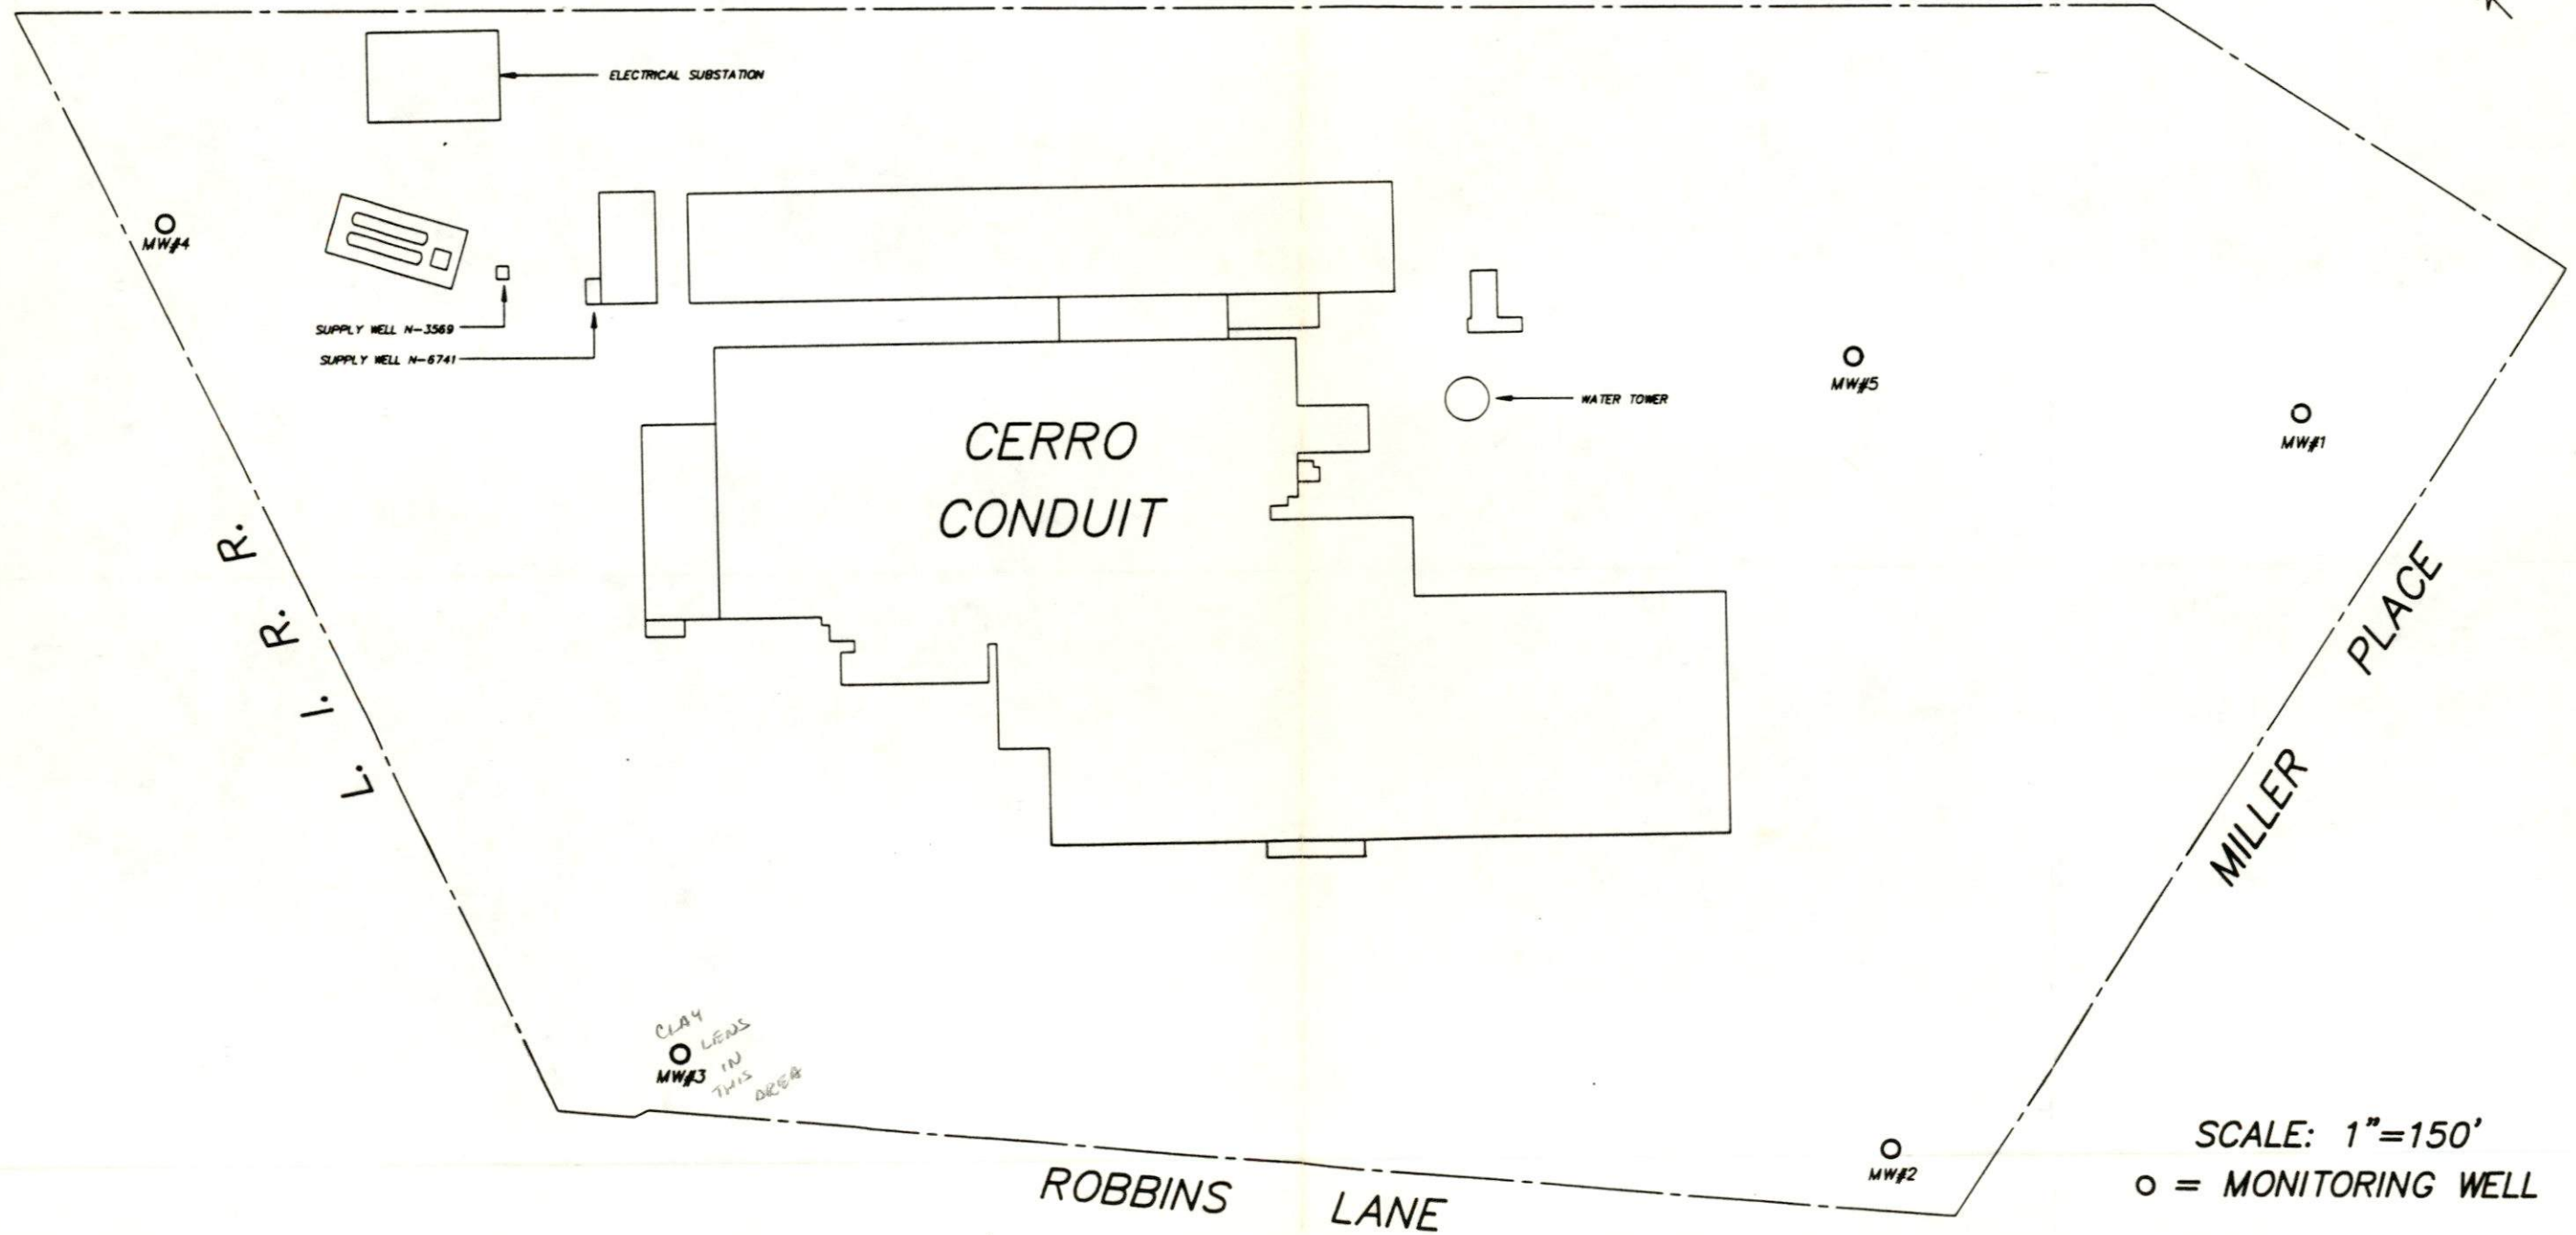 ELECTRICAL SUBSTATION
MW#4
SUPPLY WELL N-3569
SUPPLY WELL N-6741
CERRO
CONDUIT
WATER TOWER
MW#5
MW#1
L. I. R. R.
MILLER PLACE
CLAY
LENS
IN
THIS
AREA
MW#3
MW#2
ROBBINS LANE
SCALE: 1"=150'
O = MONITORING WELL